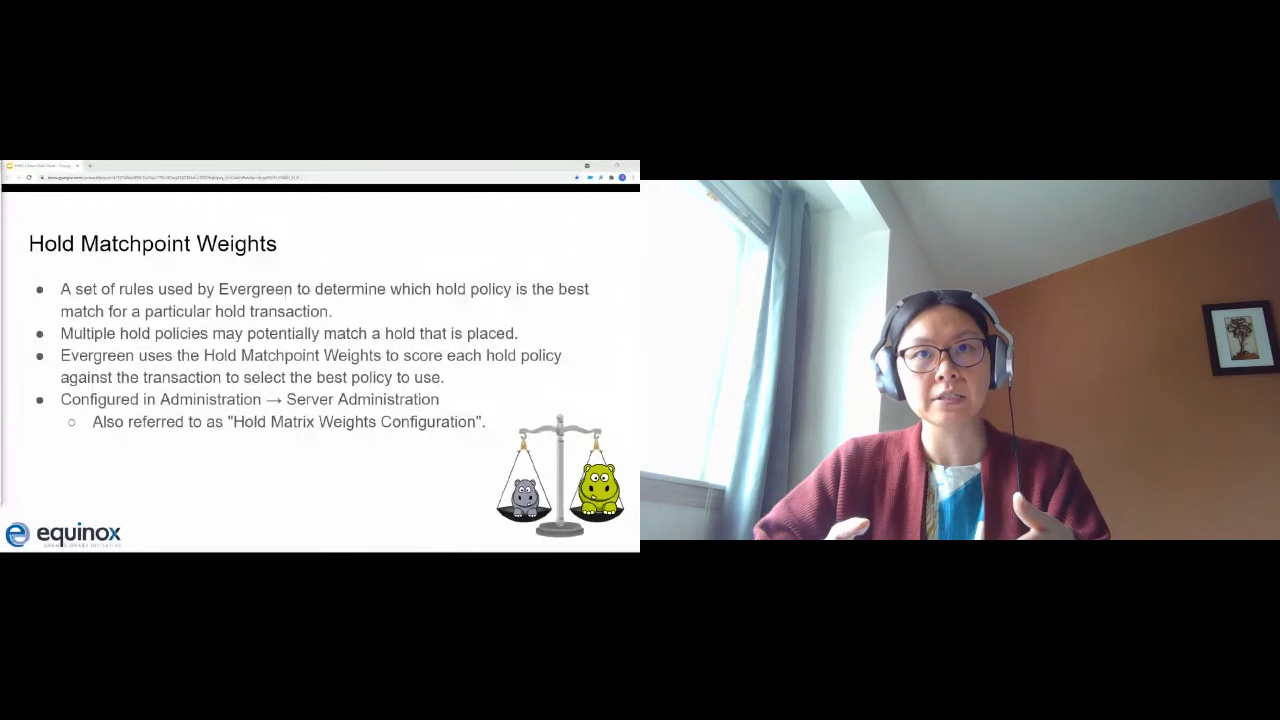 Hold Matchpoint Weights
● A set of rules used by Evergreen to determine which hold policy is the best
match for a particular hold transaction.
● Multiple hold policies may potentially match a hold that is placed.
● Evergreen uses the Hold Matchpoint Weights to score each hold policy
against the transaction to select the best policy to use.
● Configured in Administration → Server Administration
○ Also referred to as "Hold Matrix Weights Configuration".
equinox
OPEN LIBRARY INITIATIVE